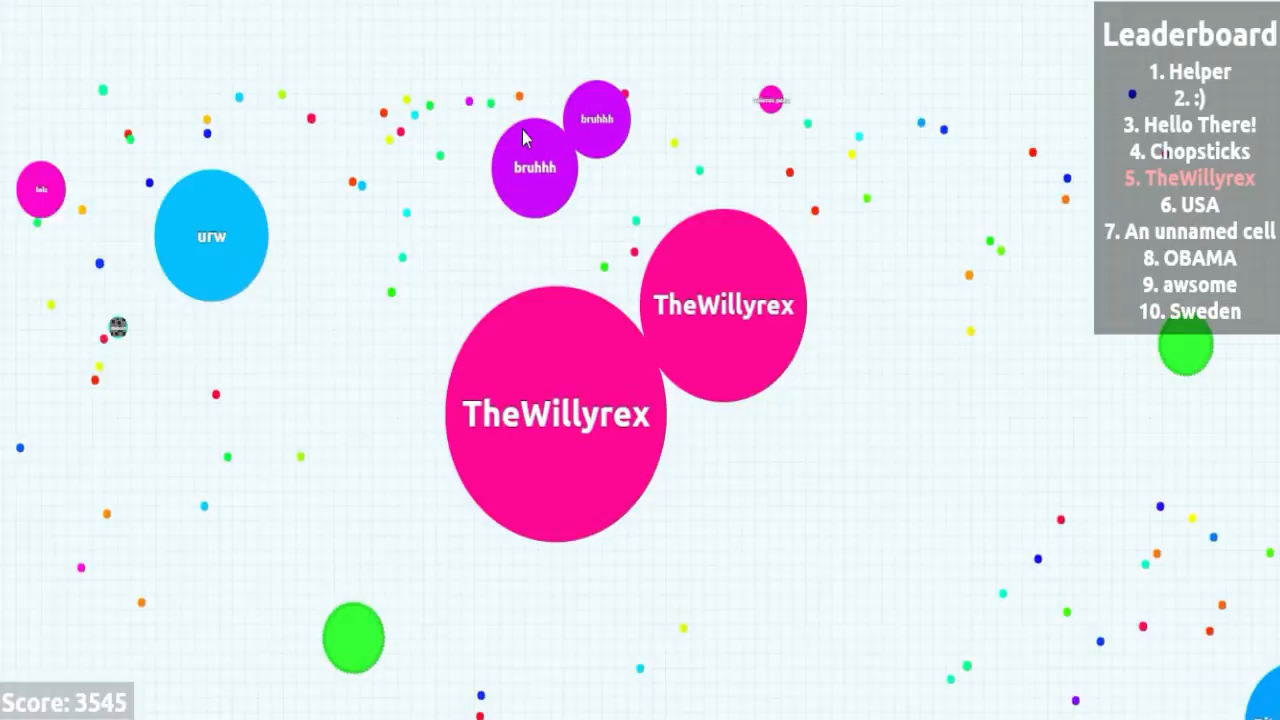 Leaderboard
1. Helper
2. :)
3. Hello There!
4. Chopsticks
5. TheWillyrex
6. USA
7. An unnamed cell
8. OBAMA
9. awsome
10. Sweden
bruhhh
bruhhh
urw
TheWillyrex
TheWillyrex
Score: 3545